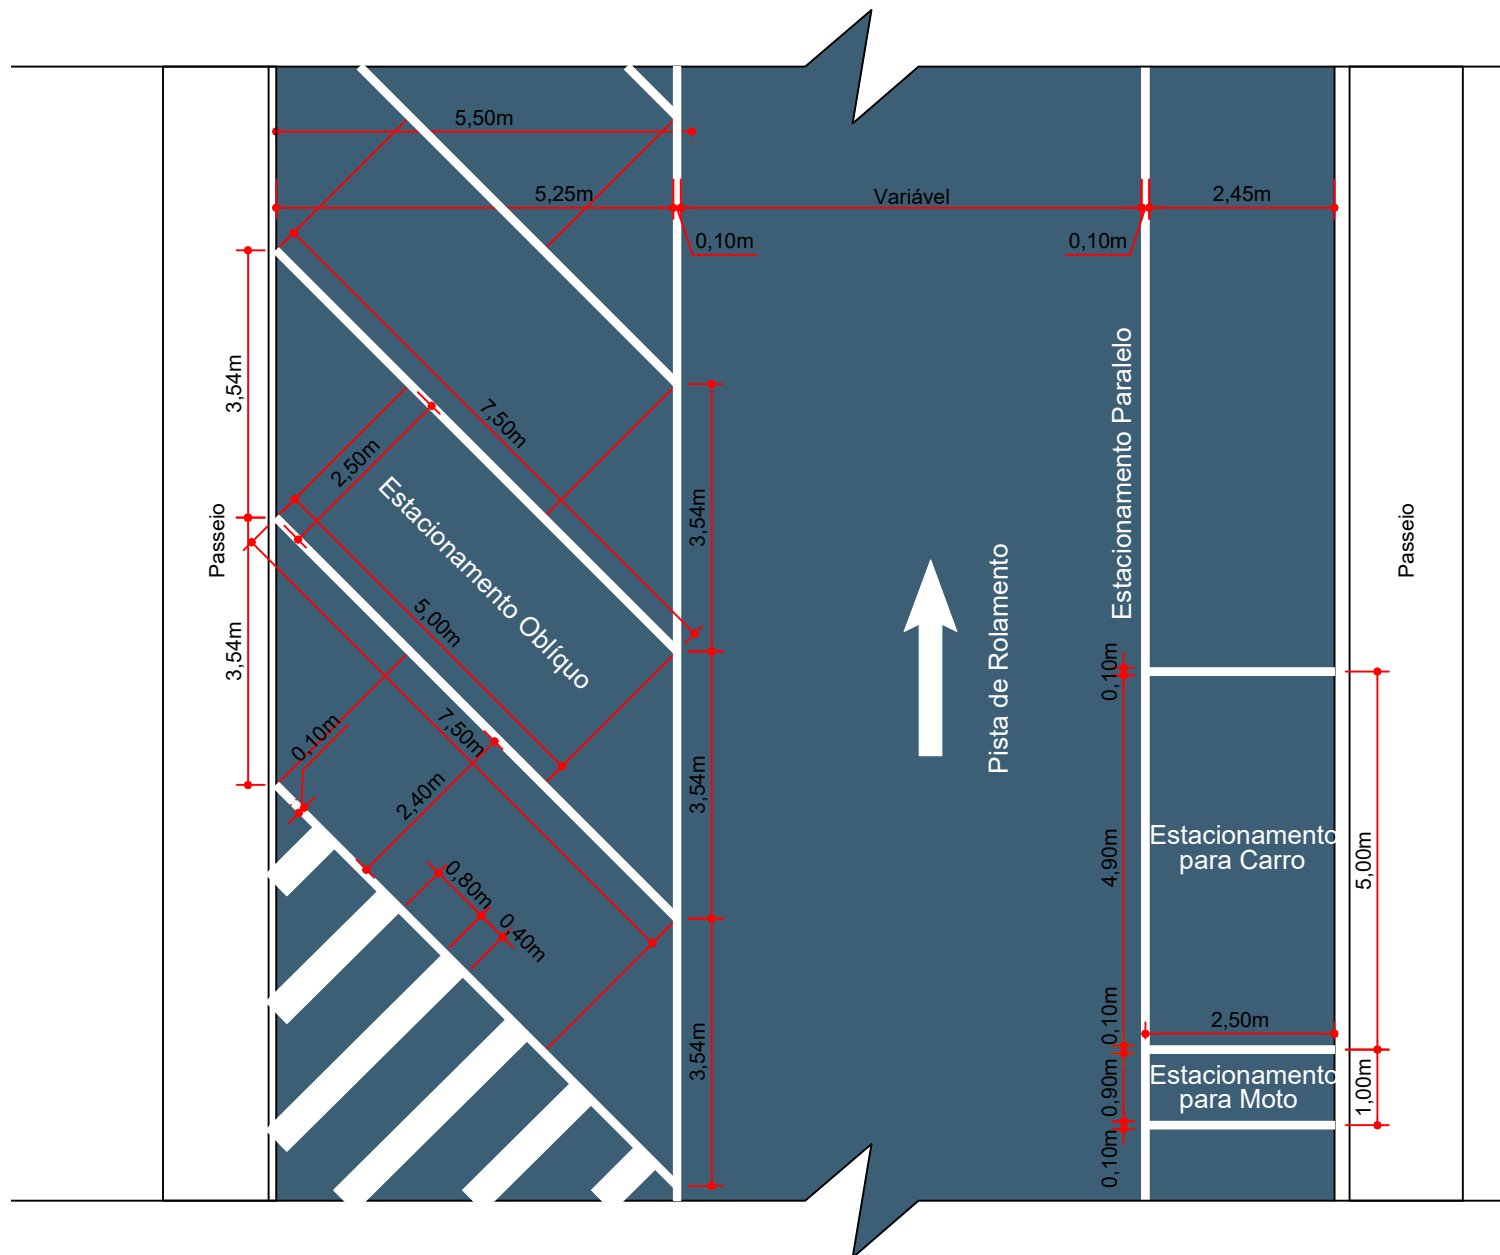 5,50m
5,25m
Variável
2,45m
0,10m
0,10m
3,54m
7,50m
2,50m
Estacionamento Oblíquo
Passeio
3,54m
Estacionamento Paralelo
Pista de Rolamento
Passeio
3,54m
5,00m
0,10m
7,50m
0,10m
2,40m
3,54m
Estacionamento
para Carro
4,90m
5,00m
0,80m
0,40m
0,10m
2,50m
3,54m
Estacionamento
para Moto
0,90m
1,00m
0,10m